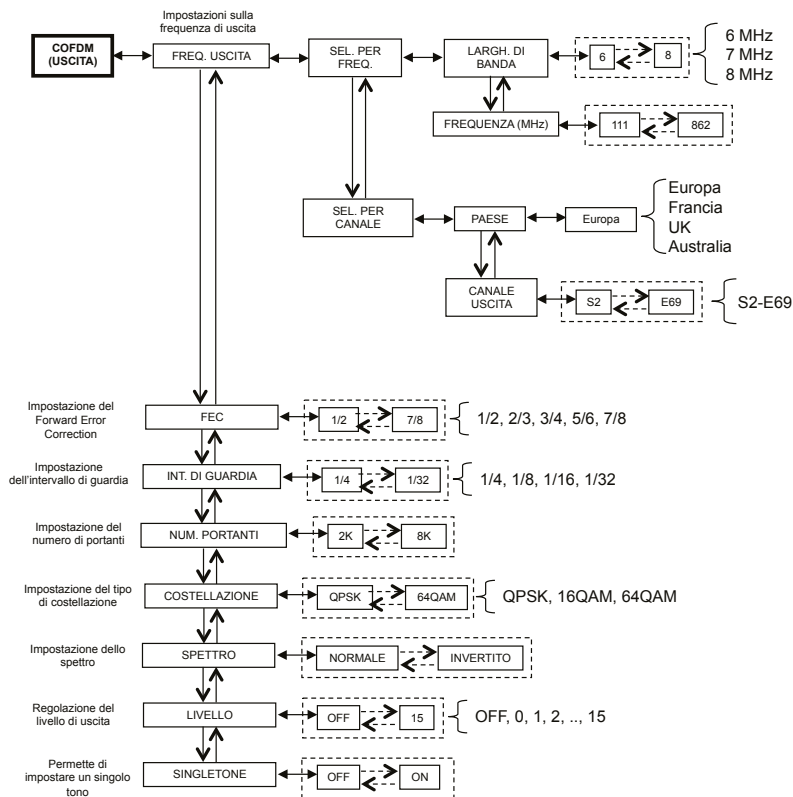 Impostazioni sulla
frequenza di uscita
COFDM
(USCITA)
FREQ. USCITA
SEL. PER
FREQ.
LARGH. DI
BANDA
6
8
6 MHz
7 MHz
8 MHz
FREQUENZA (MHz)
111
862
SEL. PER
CANALE
PAESE
Europa
Europa
Francia
UK
Australia
CANALE
USCITA
S2
E69
S2-E69
Impostazione del
Forward Error
Correction
FEC
1/2
7/8
1/2, 2/3, 3/4, 5/6, 7/8
Impostazione
dell'intervallo di guardia
INT. DI GUARDIA
1/4
1/32
1/4, 1/8, 1/16, 1/32
Impostazione del
numero di portanti
NUM. PORTANTI
2K
8K
Impostazione del tipo
di costellazione
COSTELLAZIONE
QPSK
64QAM
QPSK, 16QAM, 64QAM
Impostazione dello
spettro
SPETTRO
NORMALE
INVERTITO
Regolazione del
livello di uscita
LIVELLO
OFF
15
OFF, 0, 1, 2, .., 15
Permette di
impostare un singolo
tono
SINGLETONE
OFF
ON